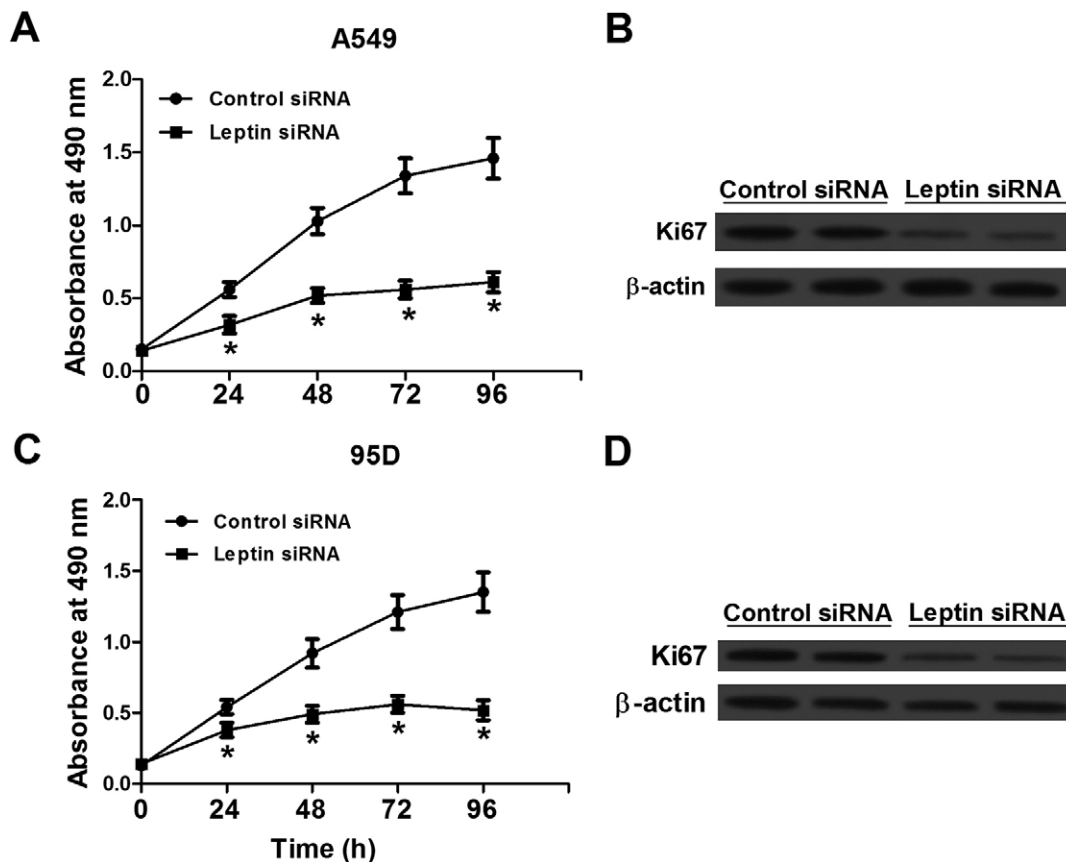 A
A549
Absorbance at 490 nm
2.0
1.5
1.0
0.5
0.0
Control siRNA
Leptin siRNA
*
*
*
*
0 24 48 72 96
B
Control siRNA Leptin siRNA
Ki67
β-actin
C
95D
Absorbance at 490 nm
2.0
1.5
1.0
0.5
0.0
Control siRNA
Leptin siRNA
*
*
*
*
0 24 48 72 96
Time (h)
D
Control siRNA Leptin siRNA
Ki67
β-actin